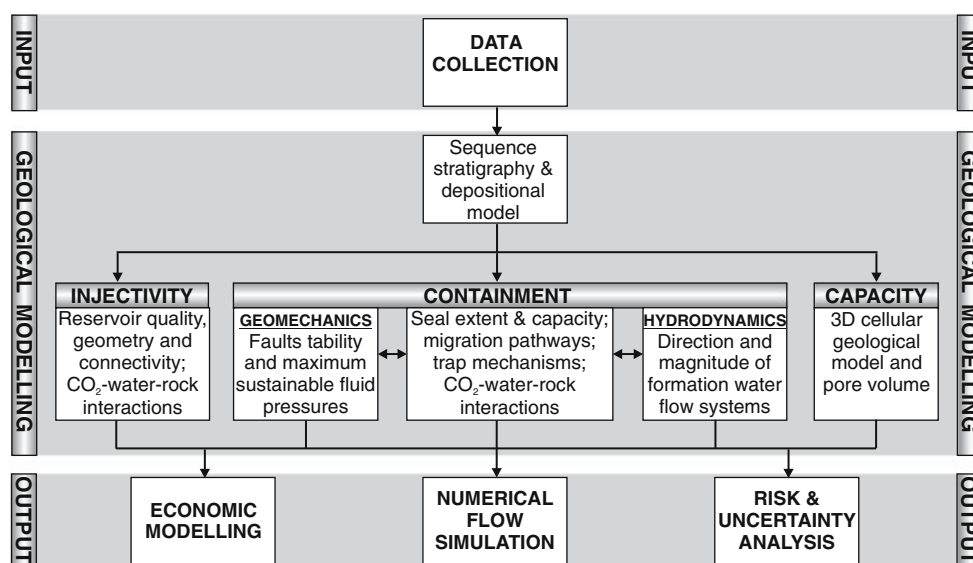 INPUT
DATA
COLLECTION
INPUT
GEOLOGICAL MODELLING
Sequence
stratigraphy &
depositional
model
INJECTIVITY
Reservoir quality,
geometry and
connectivity;
CO₂-water-rock
interactions
CONTAINMENT
GEOMECHANICS
Faults tability
and maximum
sustainable fluid
pressures
Seal extent & capacity;
migration pathways;
trap mechanisms;
CO₂-water-rock
interactions
HYDRODYNAMICS
Direction and
magnitude of
formation water
flow systems
CAPACITY
3D cellular
geological
model and
pore volume
GEOLOGICAL MODELLING
OUTPUT
ECONOMIC
MODELLING
NUMERICAL
FLOW
SIMULATION
RISK &
UNCERTAINTY
ANALYSIS
OUTPUT